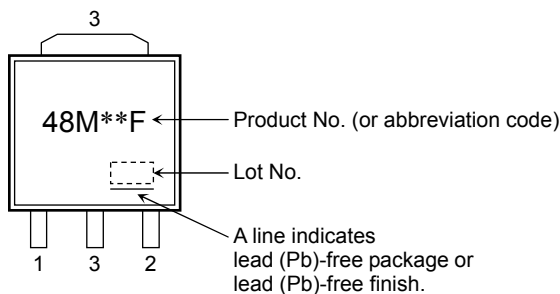 3
48M**F
Product No. (or abbreviation code)
Lot No.
A line indicates
lead (Pb)-free package or
lead (Pb)-free finish.
1 3 2